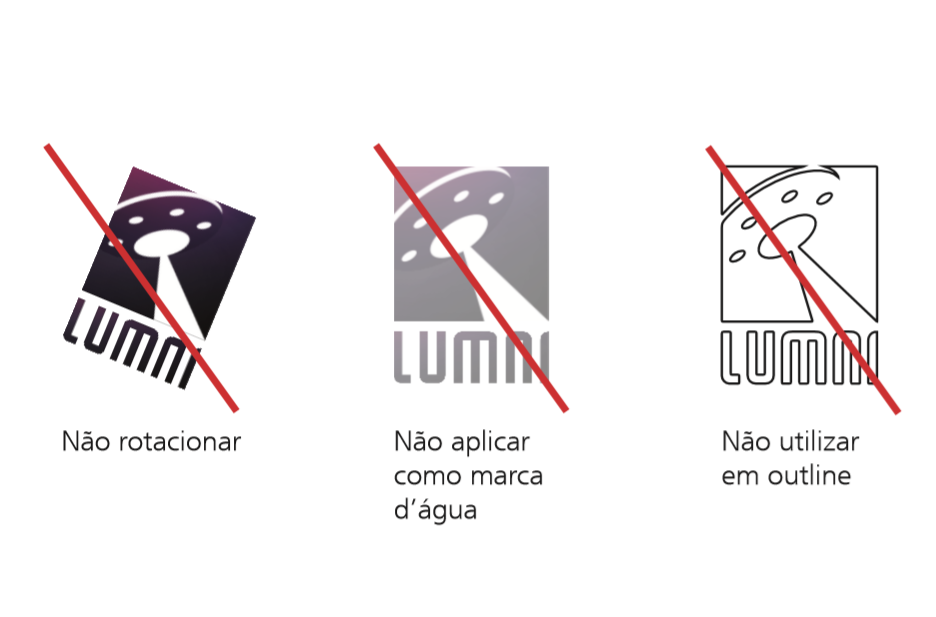 LUMNI
LUMNI
LUMNI
Não rotacionar
Não aplicar
como marca
d’água
Não utilizar
em outline